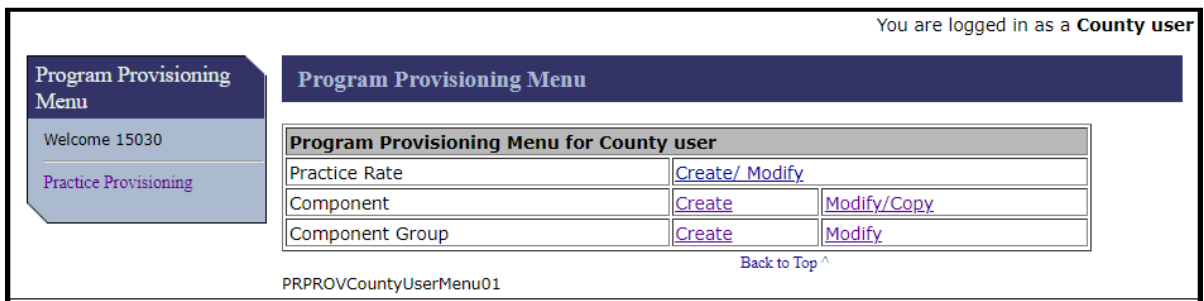 You are logged in as a County user
Program Provisioning
Menu
Welcome 15030
Practice Provisioning
Program Provisioning Menu
Program Provisioning Menu for County user
Practice Rate Create/ Modify
Component Create Modify/Copy
Component Group Create Modify
Back to Top ^
PRPROVCountyUserMenu01